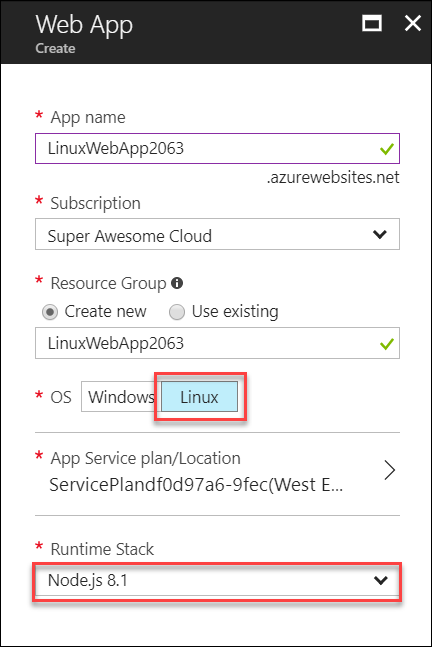 Web App
Create
* App name
LinuxWebApp2063
.azurewebsites.net
* Subscription
Super Awesome Cloud
* Resource Group
Create new Use existing
LinuxWebApp2063
* OS Windows Linux
* App Service plan/Location
ServicePlandf0d97a6-9fec(West E...
* Runtime Stack
Node.js 8.1